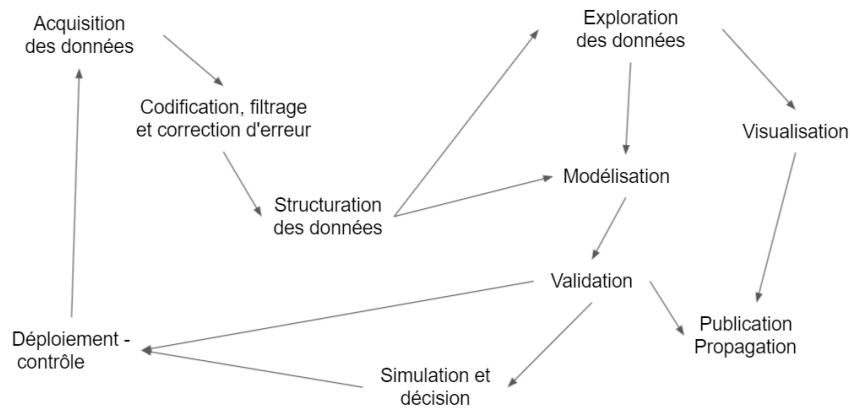 Acquisition
des données
Codification, filtrage
et correction d'erreur
Structuration
des données
Exploration
des données
Visualisation
Modélisation
Validation
Publication
Propagation
Simulation et
décision
Déploiement -
contrôle